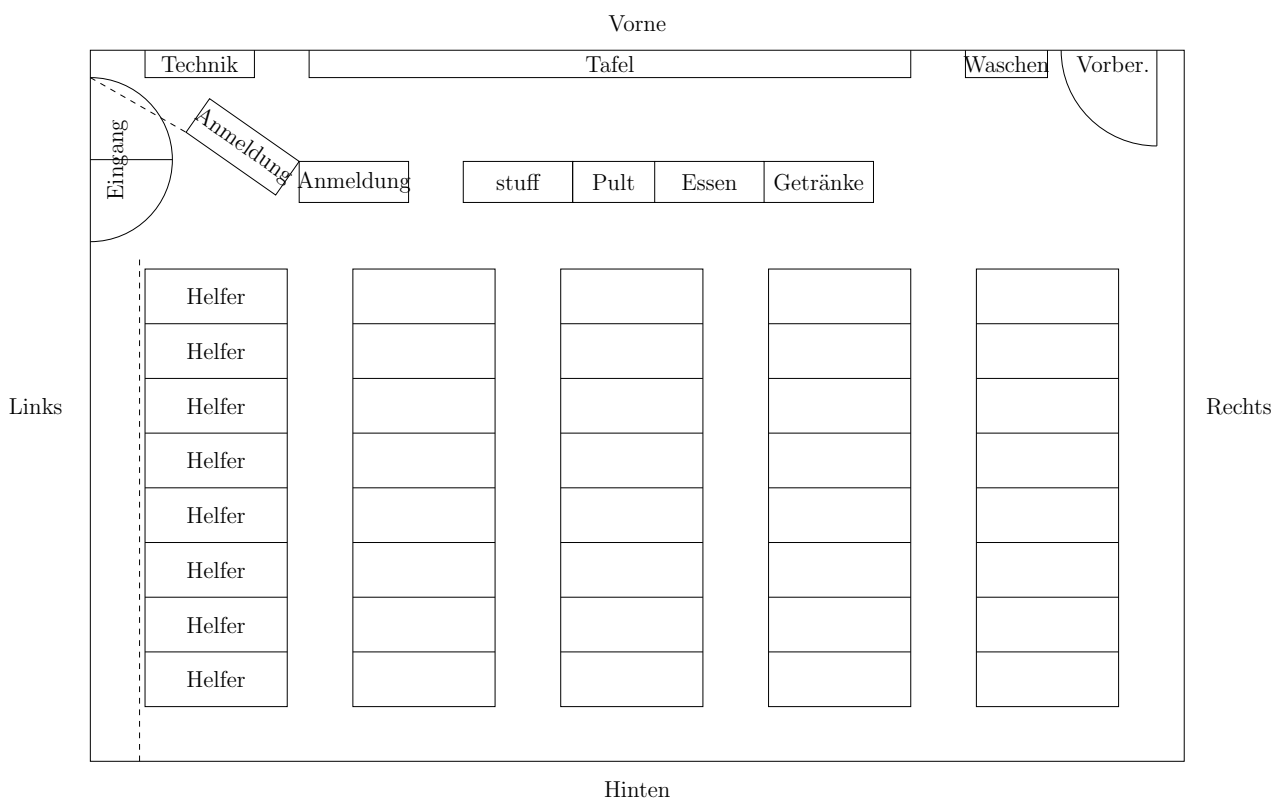 Vorne
Technik
Tafel
Waschen
Vorber.
Eingang
Anmeldung
Anmeldung
stuff
Pult
Essen
Getränke
Helfer
Helfer
Helfer
Links
Rechts
Helfer
Helfer
Helfer
Helfer
Helfer
Hinten